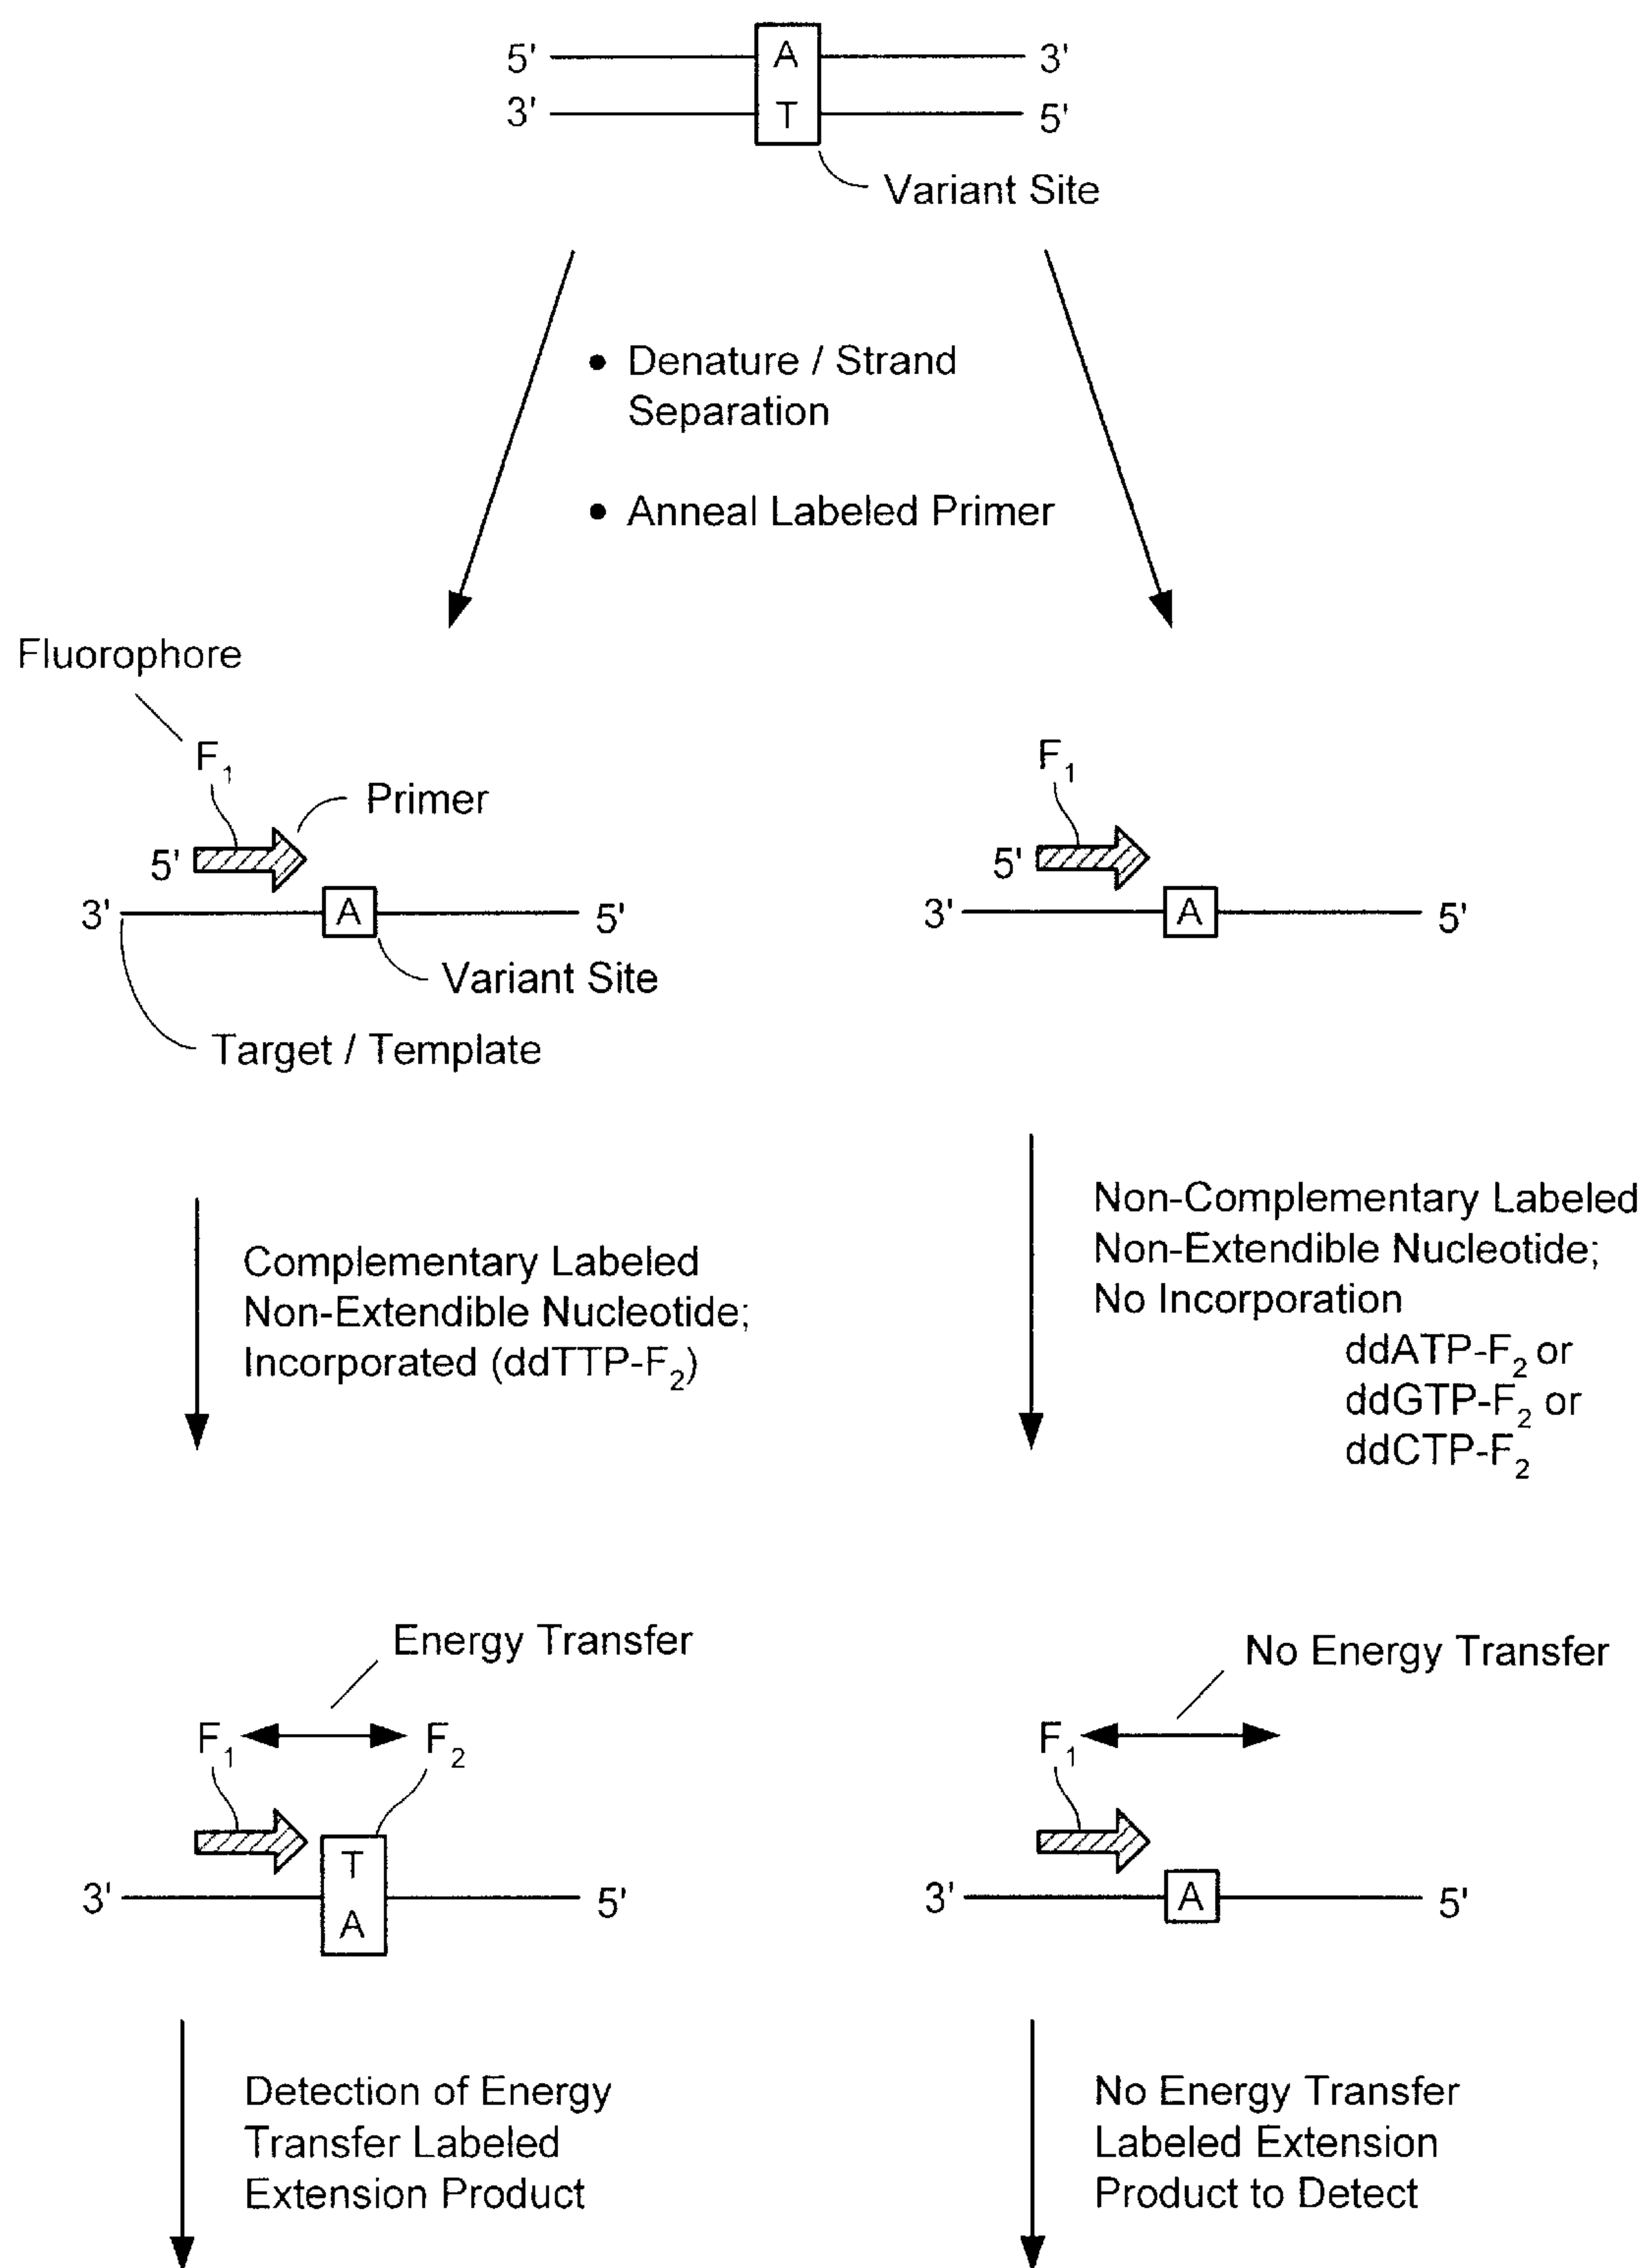 5' A 3'
3' T 5'
Variant Site
• Denature / Strand
Separation
• Anneal Labeled Primer
Fluorophore
F1
Primer
5'
3' A 5'
Variant Site
Target / Template
F1
5'
3' A 5'
Complementary Labeled
Non-Extendible Nucleotide;
Incorporated (ddTTP-F2)
Non-Complementary Labeled
Non-Extendible Nucleotide;
No Incorporation
ddATP-F2 or
ddGTP-F2 or
ddCTP-F2
Energy Transfer
F1 F2
T
3' A 5'
No Energy Transfer
F1
3' A 5'
Detection of Energy
Transfer Labeled
Extension Product
No Energy Transfer
Labeled Extension
Product to Detect